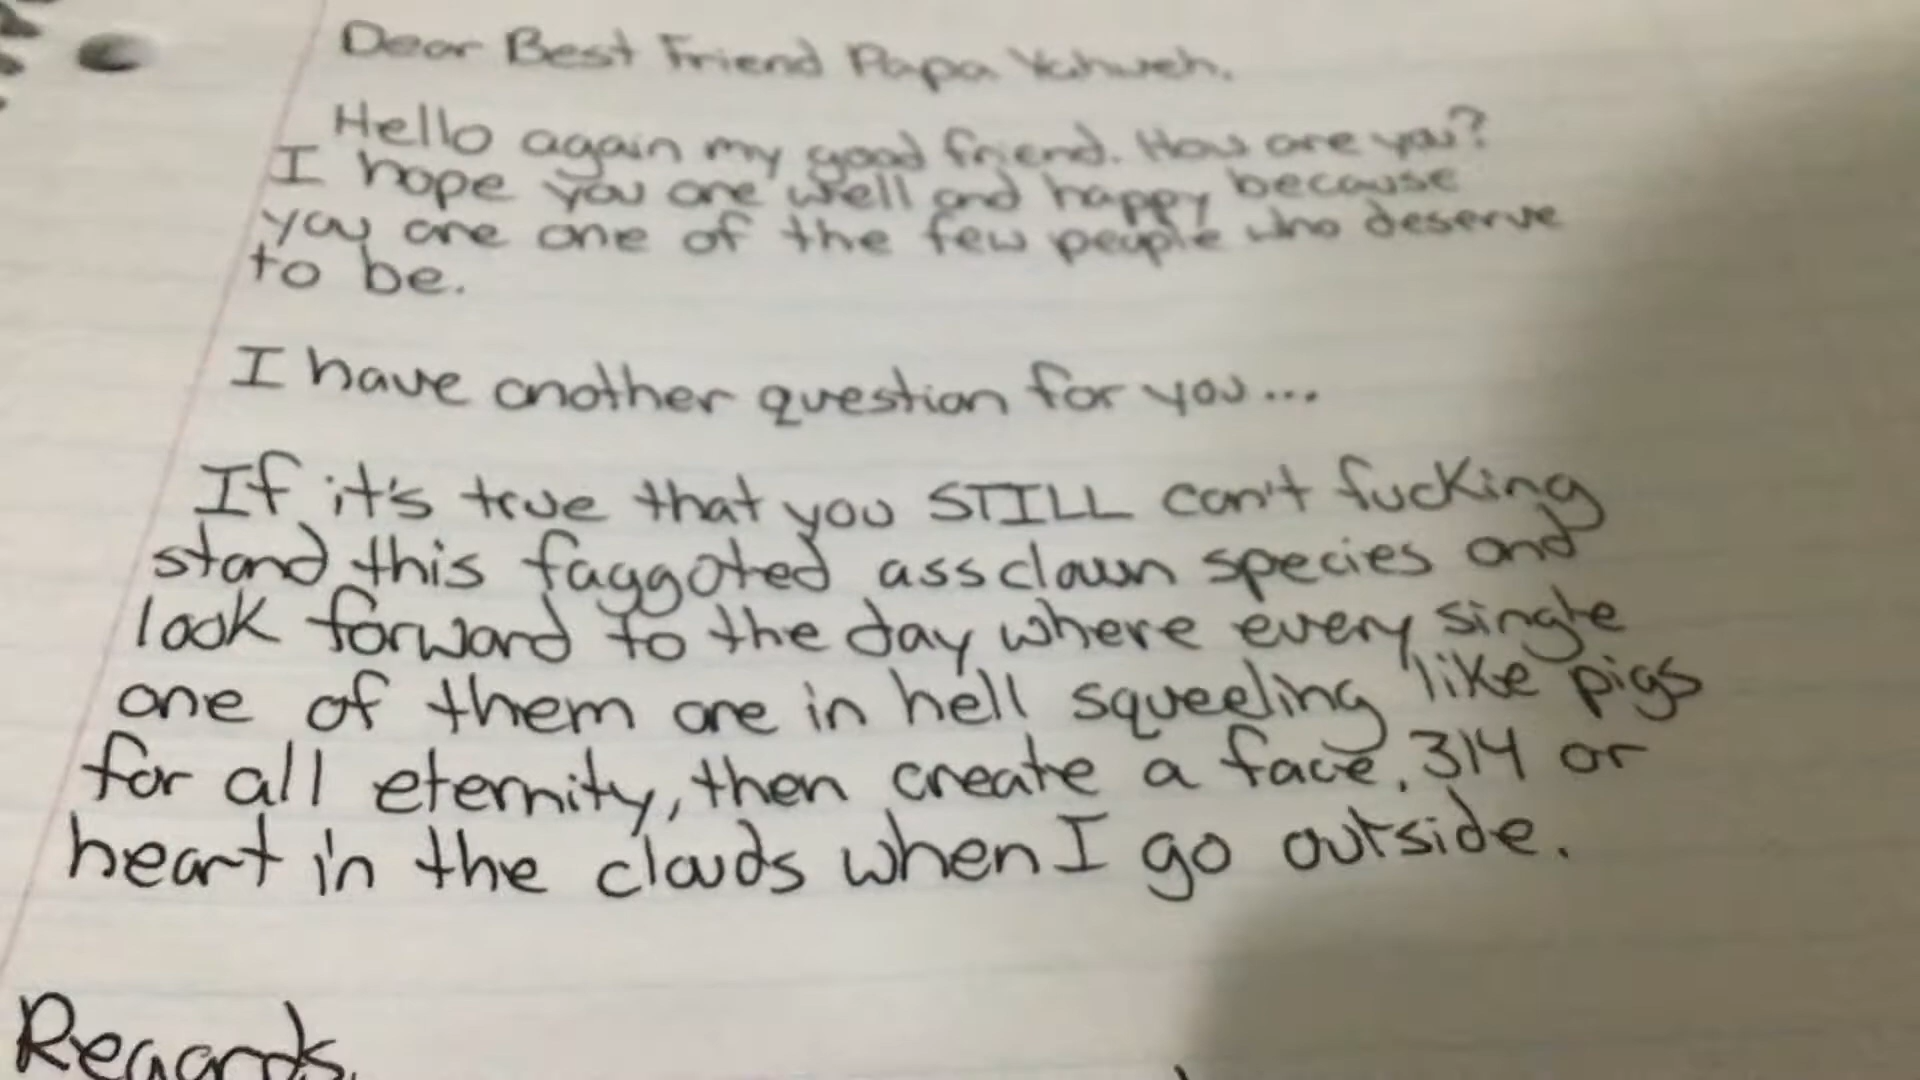 Dear Best Friend Papa Yahweh.
Hello again my good friend. How are you?
I hope you are well and happy because
you are one of the few people who deserve
to be.
I have another question for you...
If it's true that you STILL can't fucking
stand this faggoted assclown species and
look forward to the day where every single
one of them are in hell squeeling like pigs
for all eternity, then create a face, 314 or
heart in the clouds when I go outside.
Regards,